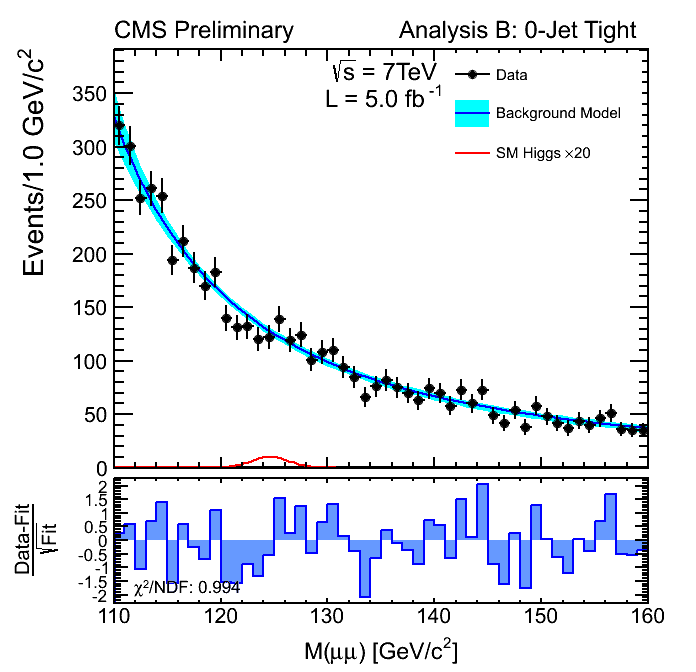 CMS Preliminary
Analysis B: 0-Jet Tight
√s = 7TeV
L = 5.0 fb⁻¹
Data
Background Model
SM Higgs ×20
Events/1.0 GeV/c²
350
300
250
200
150
100
50
0
Data-Fit
√Fit
2
1.5
1
0.5
0
-0.5
-1
-1.5
-2
χ²/NDF: 0.994
110
120
130
140
150
160
M(μμ) [GeV/c²]